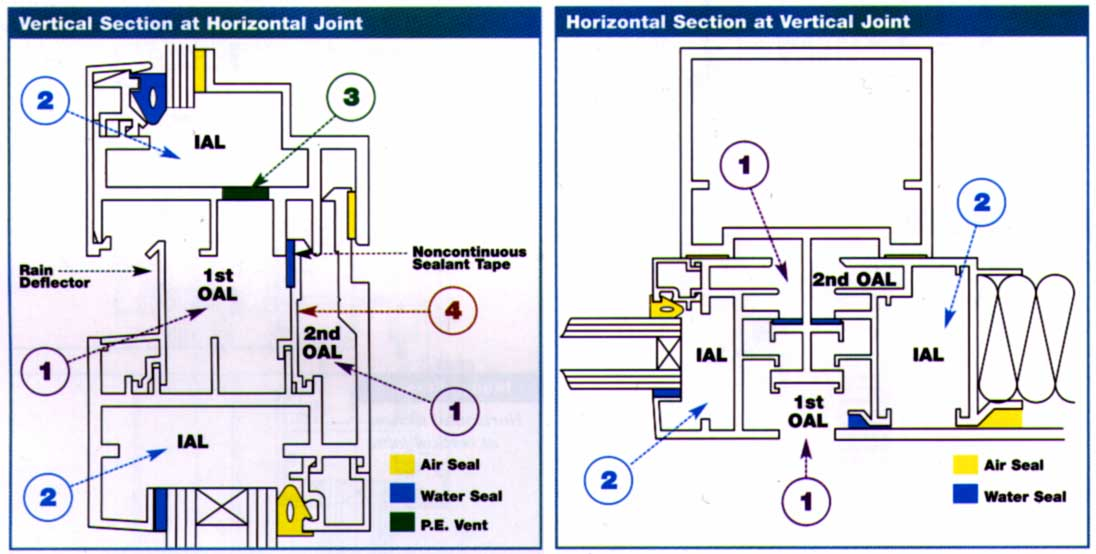 Vertical Section at Horizontal Joint
2
3
IAL
Rain
Deflector
1st
OAL
Noncontinuous
Sealant Tape
4
2nd
OAL
1
1
IAL
2
Air Seal
Water Seal
P.E. Vent
Horizontal Section at Vertical Joint
1
2
2nd OAL
IAL
IAL
1st
OAL
2
1
Air Seal
Water Seal